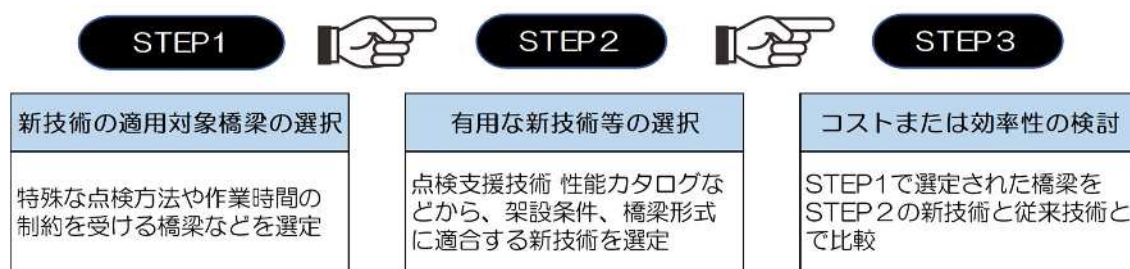 STEP1
STEP2
STEP3
新技術の適用対象橋梁の選択
特殊な点検方法や作業時間の
制約を受ける橋梁などを選定
有用な新技術等の選択
点検支援技術 性能カタログな
どから、架設条件、橋梁形式
に適合する新技術を選定
コストまたは効率性の検討
STEP1で選定された橋梁を
STEP2の新技術と従来技術と
で比較